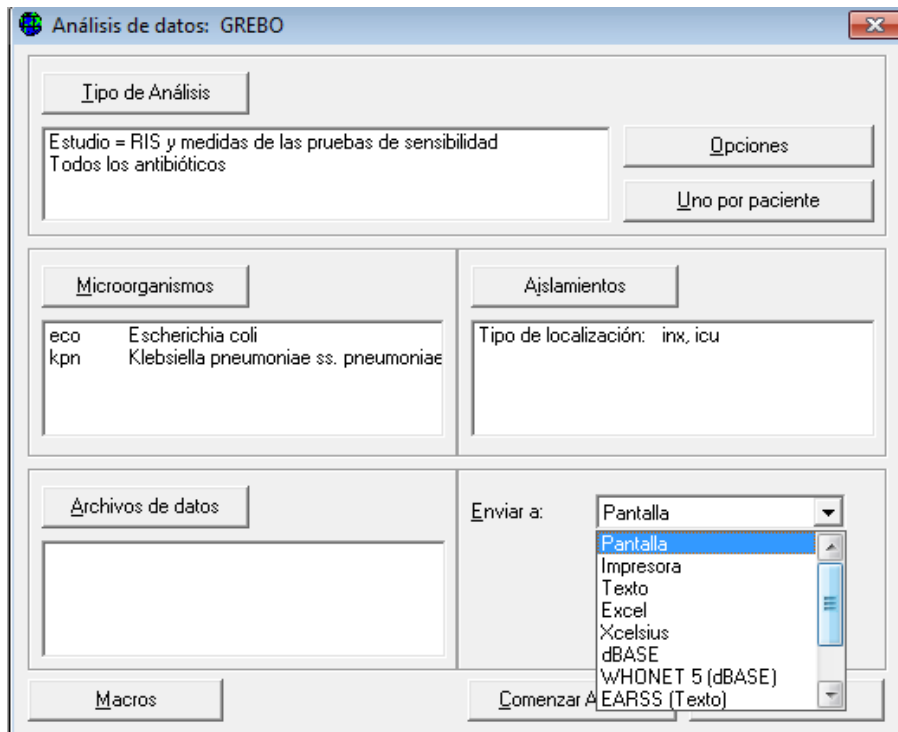 Análisis de datos: GREBO
Tipo de Análisis
Estudio = RIS y medidas de las pruebas de sensibilidad
Todos los antibióticos
Opciones
Uno por paciente
Microorganismos
eco Escherichia coli
kpn Klebsiella pneumoniae ss. pneumoniae
Aislamientos
Tipo de localización: inx, icu
Archivos de datos
Enviar a: Pantalla
Pantalla
Impresora
Texto
Excel
Xcelsius
dBASE
WHONET 5 (dBASE)
EARSS (Texto)
Macros
Comenzar A